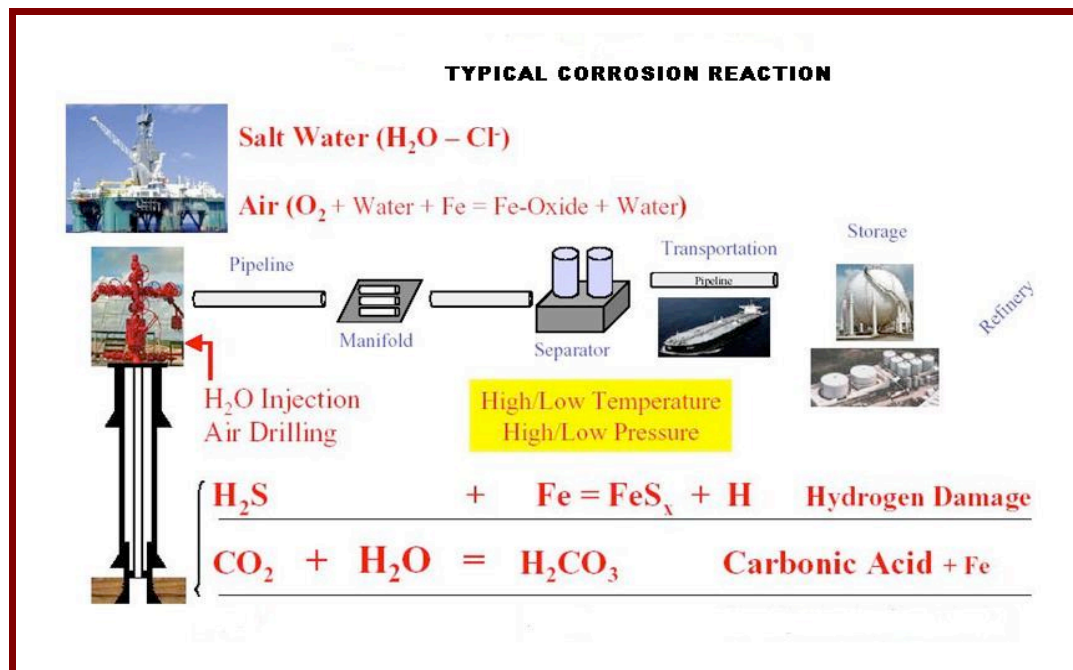 TYPICAL CORROSION REACTION
Salt Water (H₂O – Cl⁻)
Air (O₂ + Water + Fe = Fe-Oxide + Water)
Pipeline
Manifold
Separator
Transportation
Pipeline
Storage
Refinery
H₂O Injection
Air Drilling
High/Low Temperature
High/Low Pressure
H₂S + Fe = FeSₓ + H Hydrogen Damage
CO₂ + H₂O = H₂CO₃ Carbonic Acid + Fe